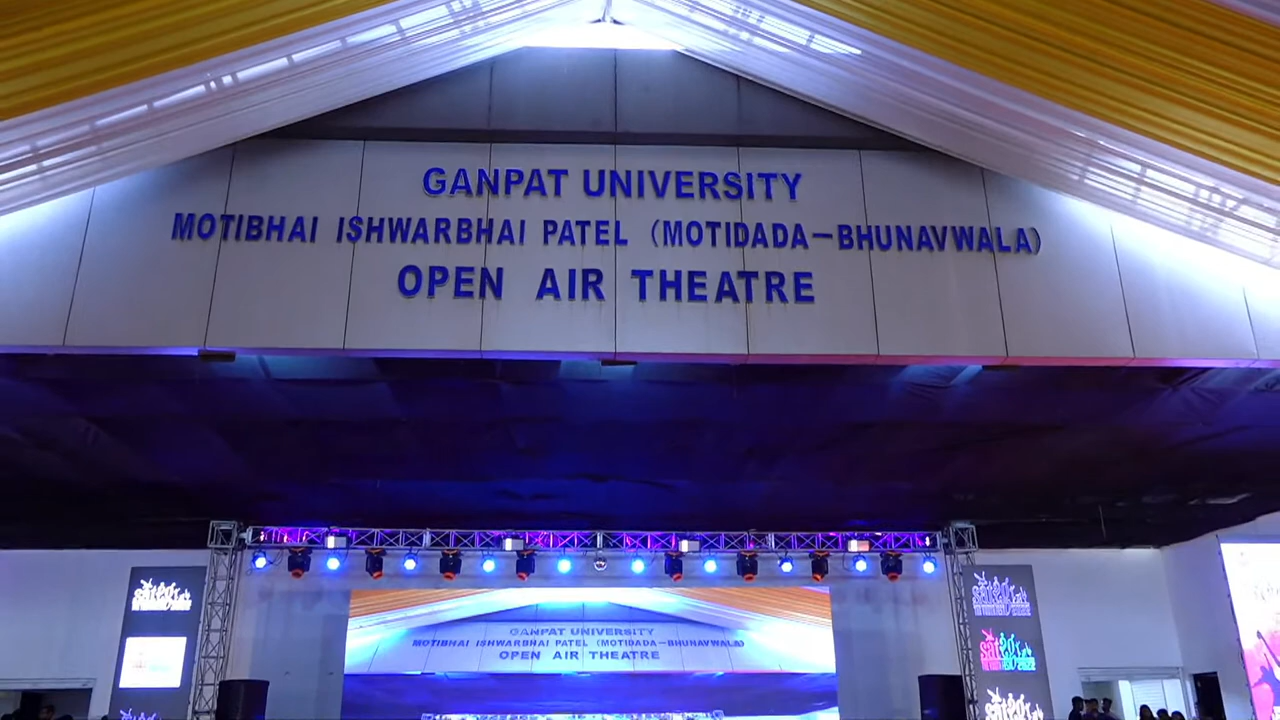 GANPAT UNIVERSITY
MOTIBHAI ISHWARBHAI PATEL (MOTIDADA–BHUNAVWALA)
OPEN AIR THEATRE
GANPAT UNIVERSITY
MOTIBHAI ISHWARBHAI PATEL (MOTIDADA–BHUNAVWALA)
OPEN AIR THEATRE